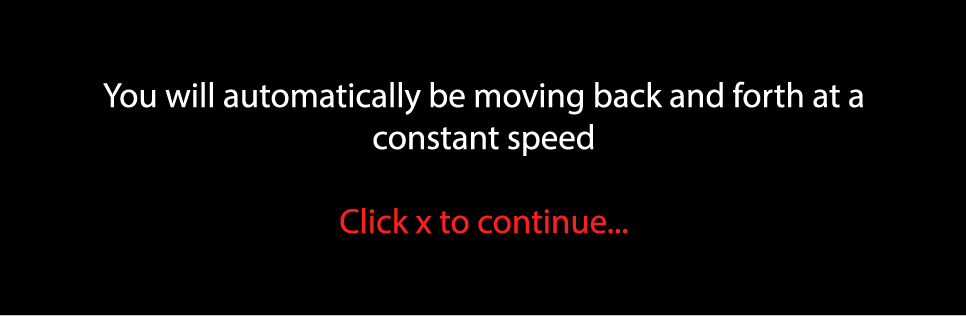 You will automatically be moving back and forth at a
constant speed
Click x to continue...